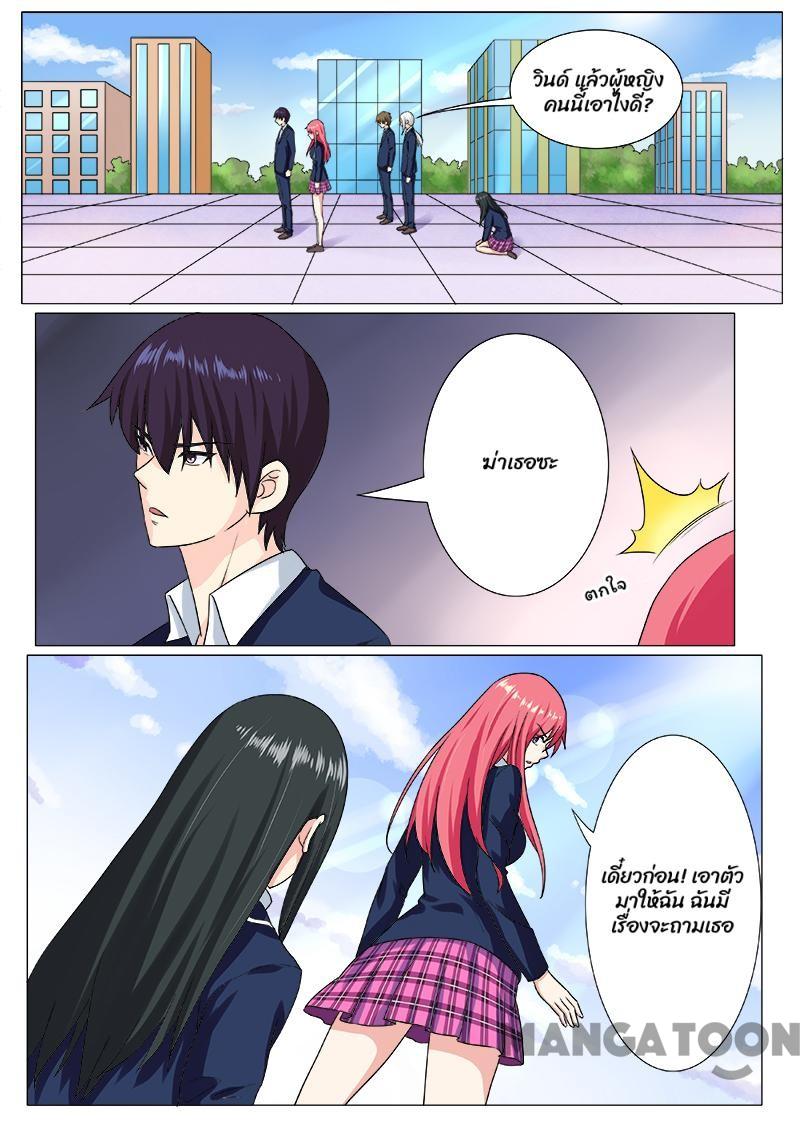 วินด์ แล้วผู้หญิง
คนนี้เอาไงดี?
ฆ่าเธอซะ
ตกใจ
เดี๋ยวก่อน! เอาตัว
มาให้ฉัน ฉันมี
เรื่องจะถามเธอ
MANGATOON